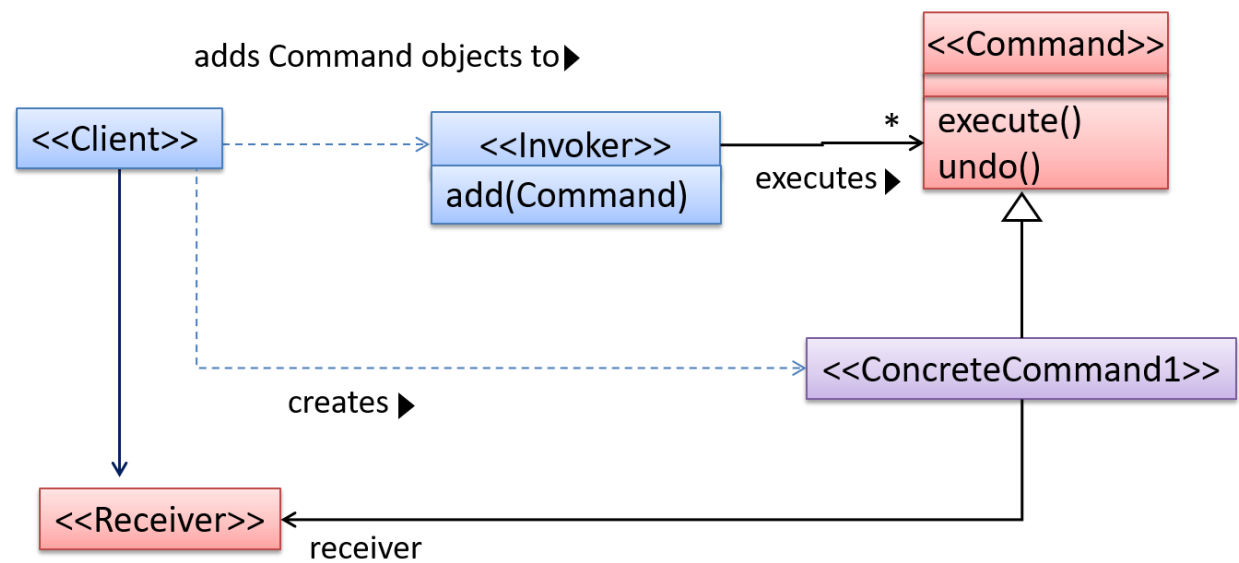 adds Command objects to▶
<<Command>>
<<Client>>
<<Invoker>>
*
execute()
undo()
add(Command)
executes ▶
<<ConcreteCommand1>>
creates ▶
<<Receiver>>
receiver